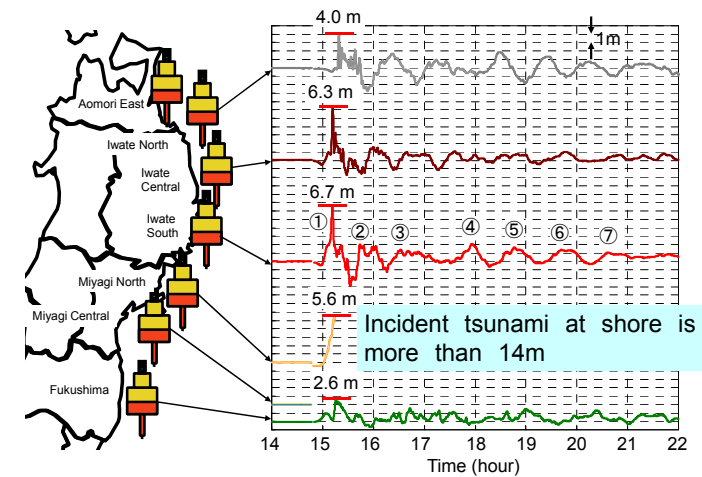 Aomori East
Iwate North
Iwate
Central
Iwate
South
Miyagi North
Miyagi Central
Fukushima
4.0 m
1m
6.3 m
6.7 m
① ② ③ ④ ⑤ ⑥ ⑦
5.6 m
Incident tsunami at shore is
more than 14m
2.6 m
14 15 16 17 18 19 20 21 22
Time (hour)